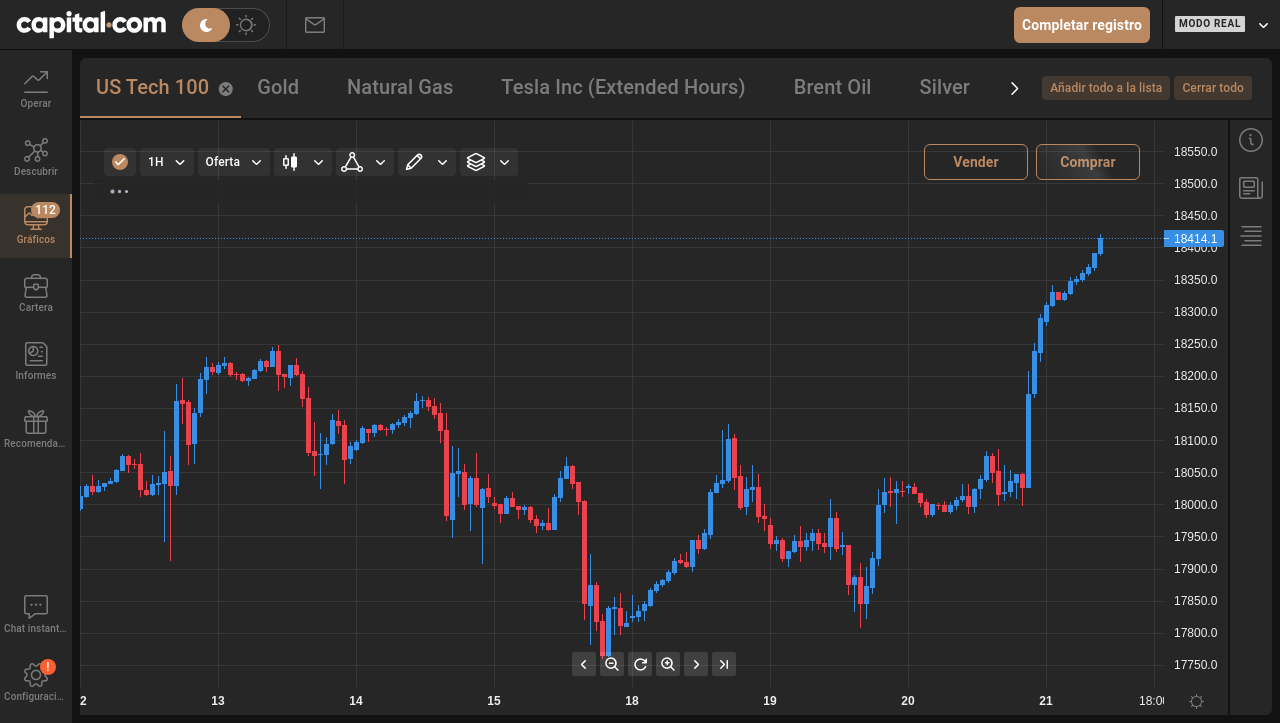 capital.com
Completar registro
MODO REAL
US Tech 100
Gold
Natural Gas
Tesla Inc (Extended Hours)
Brent Oil
Silver
Añadir todo a la lista
Cerrar todo
Operar
Descubrir
112
Gráficos
Cartera
Informes
Recomenda...
Chat instant...
!
Configuraci...
1H
Oferta
Vender
Comprar
18550.0
18500.0
18450.0
18414.1
18400.0
18350.0
18300.0
18250.0
18200.0
18150.0
18100.0
18050.0
18000.0
17950.0
17900.0
17850.0
17800.0
17750.0
2
13
14
15
18
19
20
21
18:00